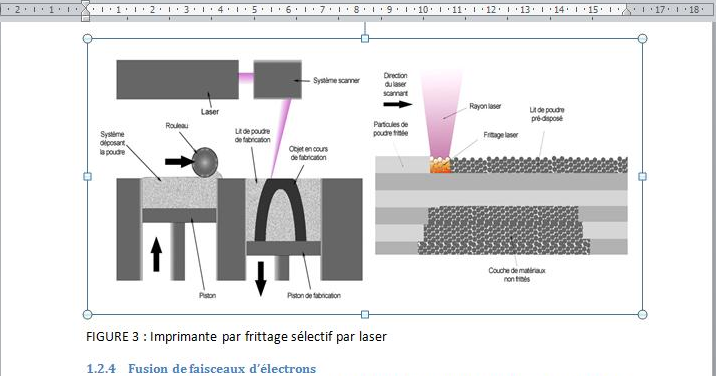 2 1 1 2 3 4 5 6 7 8 9 10 11 12 13 14 15 17 18
Système scanner
Laser
Rouleau
Système
déposant
la poudre
Lit de poudre
de fabrication
Objet en cours
de fabrication
Piston
Piston de fabrication
Direction
du laser
scannant
Rayon laser
Lit de poudre
pré-disposé
Particules de
poudre frittée
Frittage laser
Couche de matériaux
non frittés
FIGURE 3 : Imprimante par frittage sélectif par laser
1.2.4 Fusion de faisceaux d'électrons